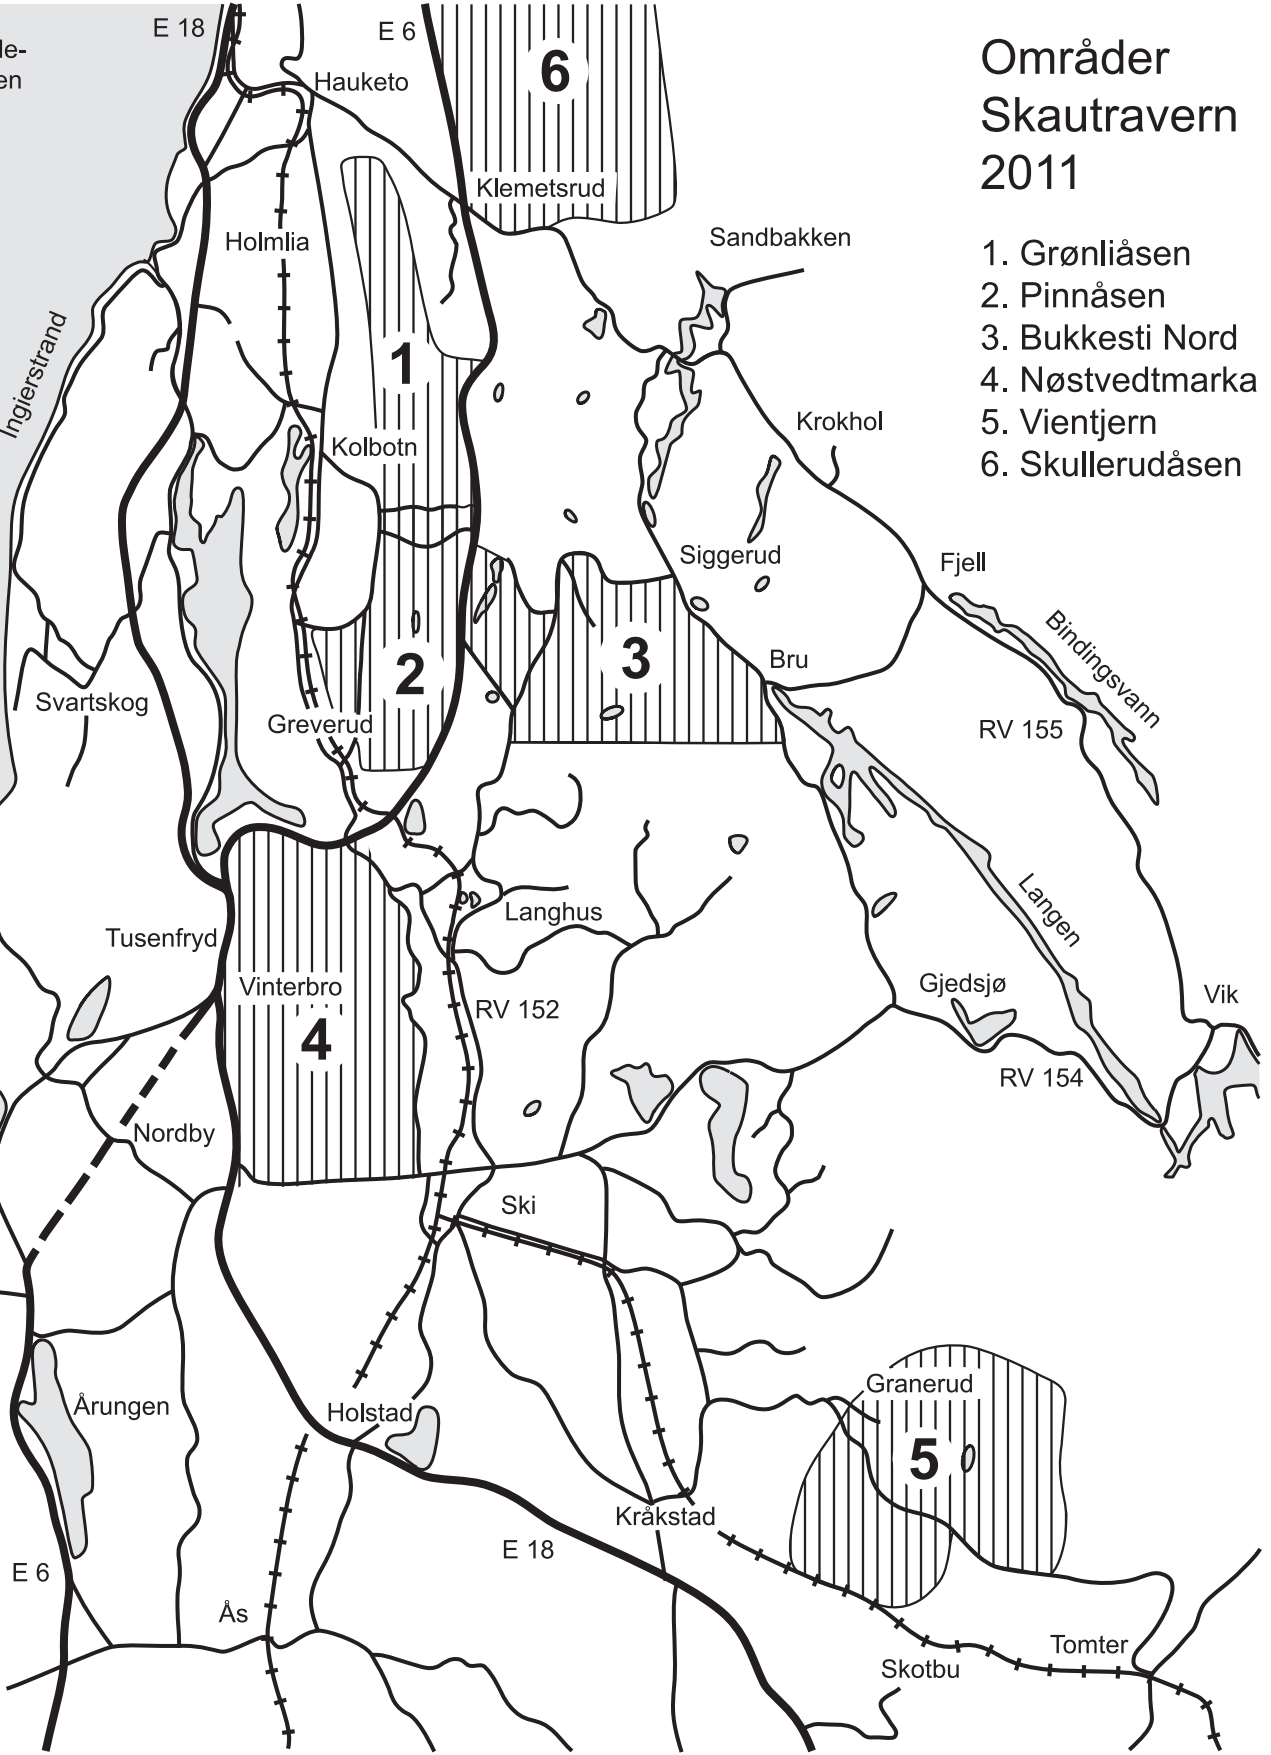 E 18
E 6
le-
en
Hauketo
6
Områder
Skautravern
2011
Klemetsrud
Holmlia
Sandbakken
1. Grønliåsen
2. Pinnåsen
3. Bukkesti Nord
4. Nøstvedtmarka
5. Vientjern
6. Skullerudåsen
Ingierstrand
1
Kolbotn
Krokhol
Siggerud
Fjell
Bindingsvann
Bru
3
2
Svartskog
Greverud
RV 155
Langhus
Langen
Tusenfryd
Vinterbro
RV 152
Gjedsjø
Vik
4
RV 154
Nordby
Ski
Granerud
Årungen
Holstad
5
Kråkstad
E 18
E 6
Ås
Tomter
Skotbu